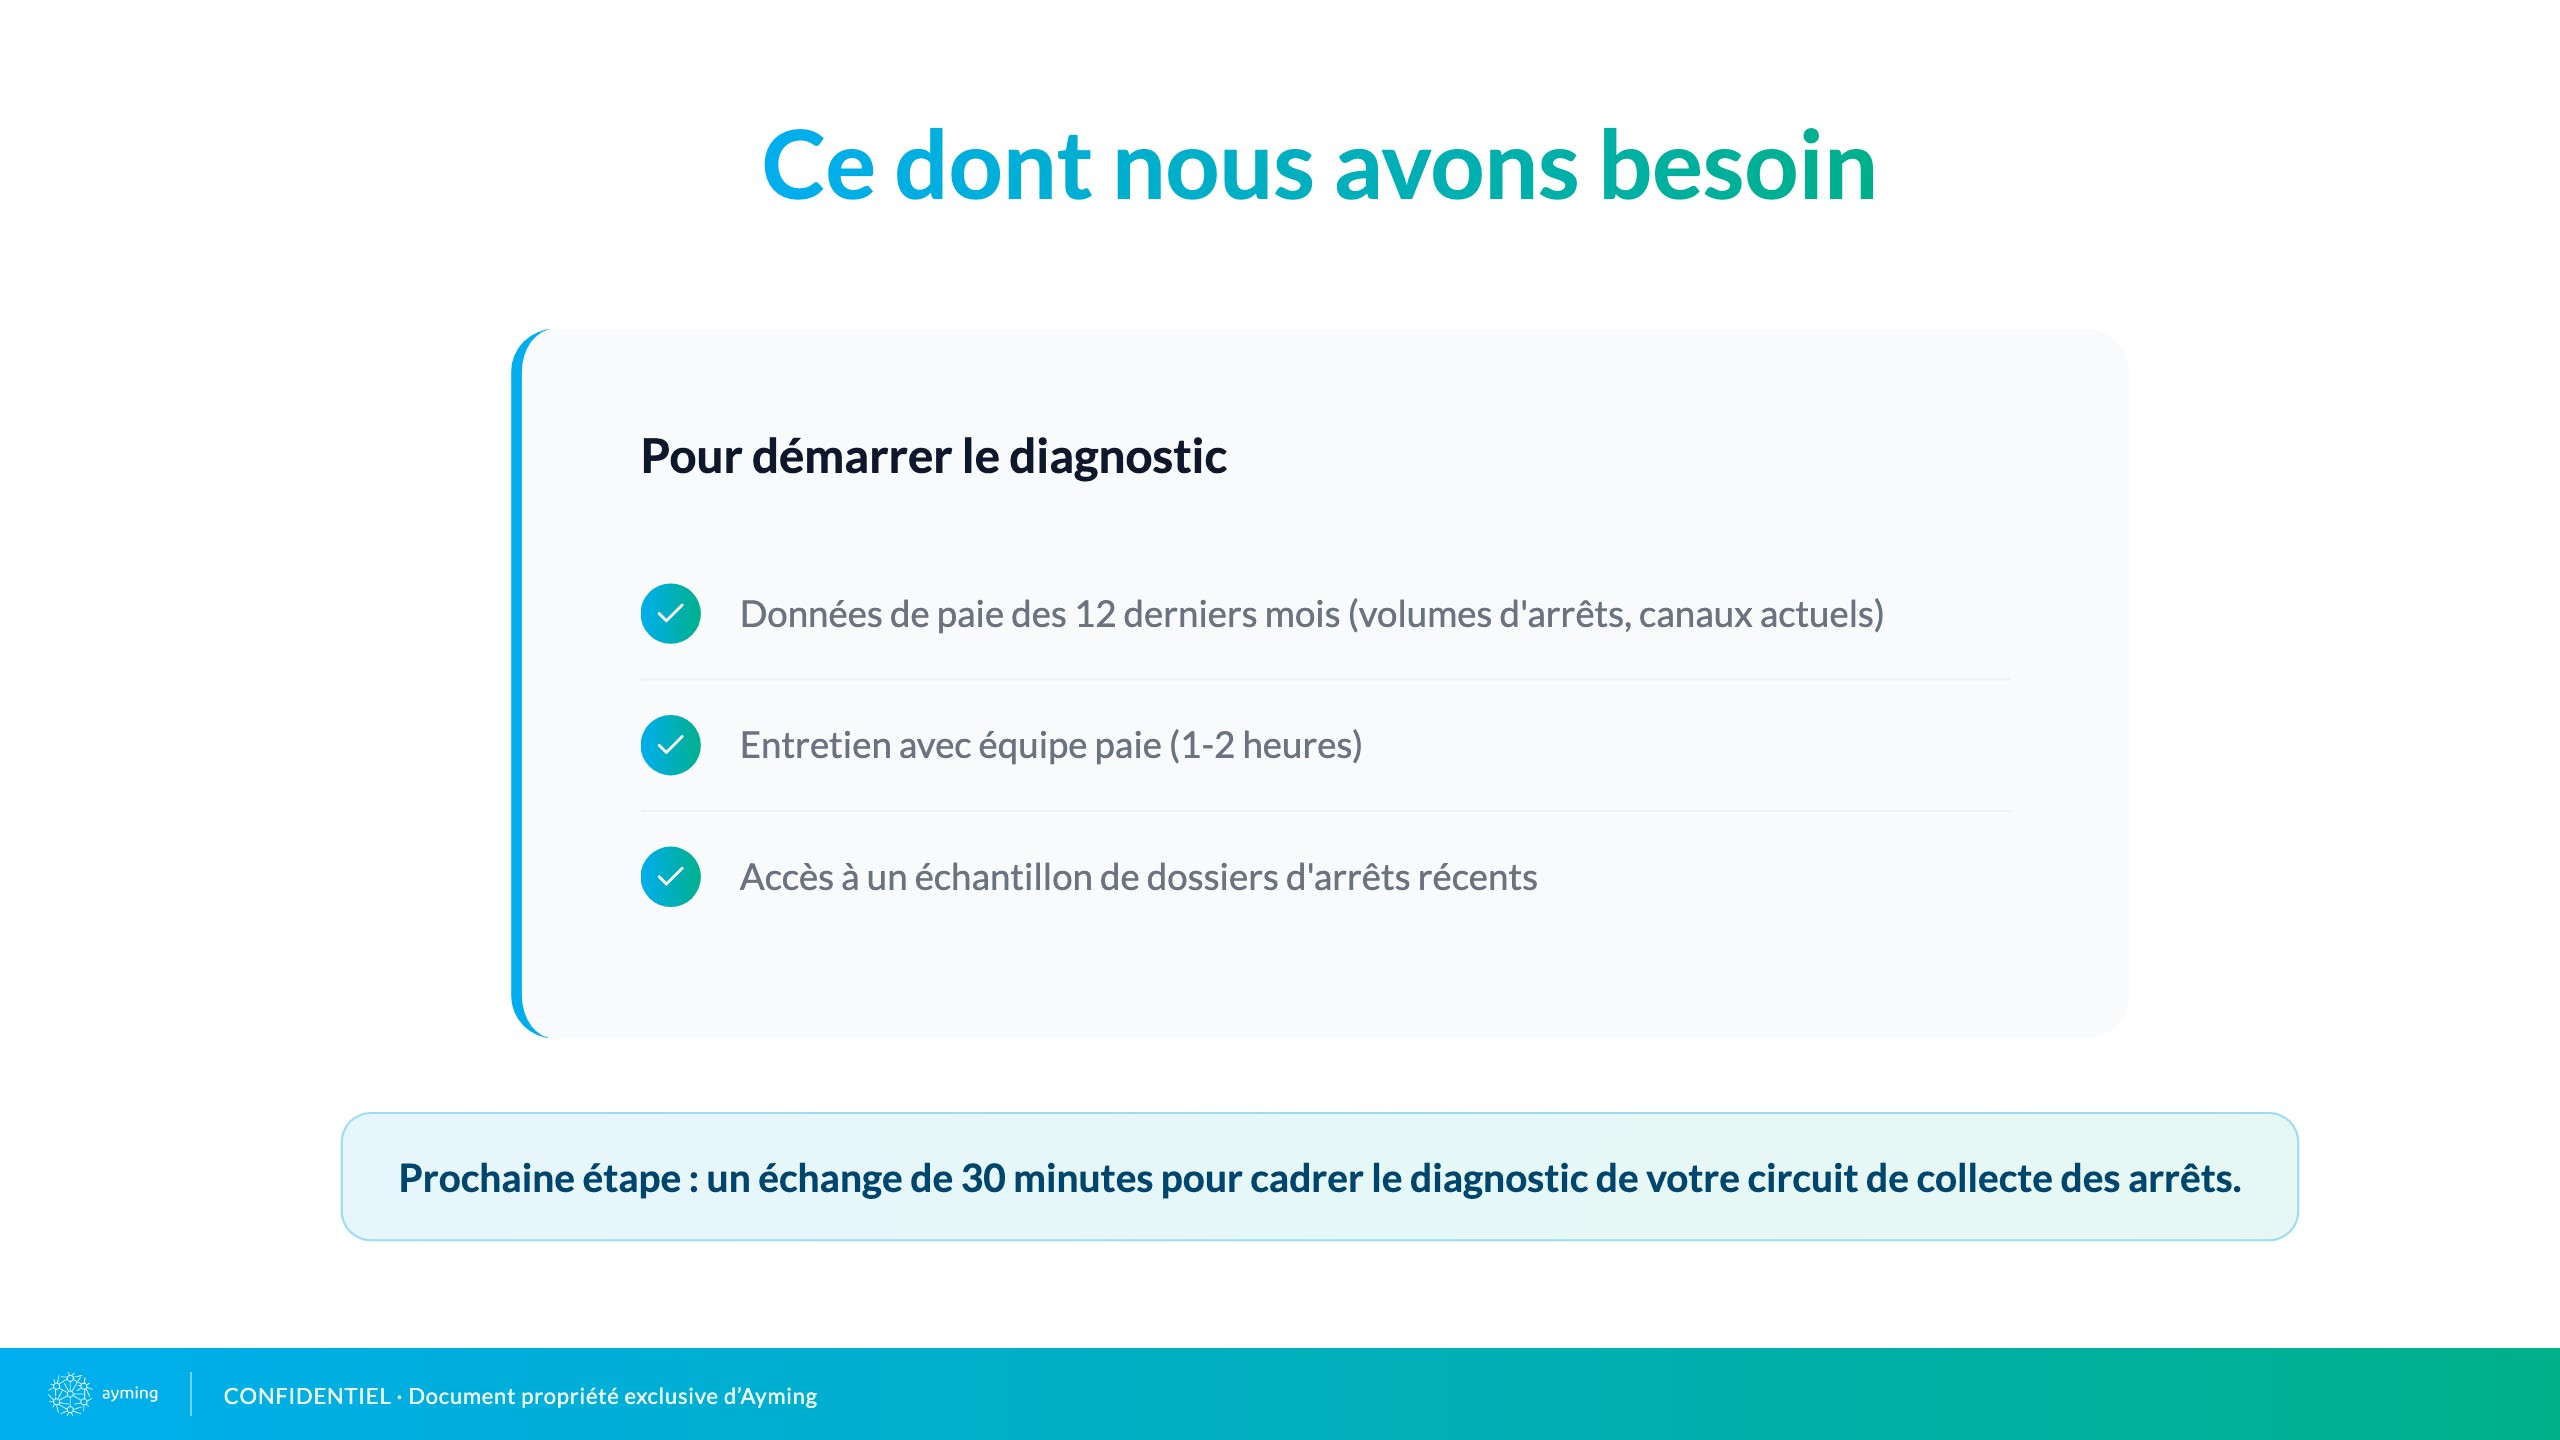 Ce dont nous avons besoin
Pour démarrer le diagnostic
Données de paie des 12 derniers mois (volumes d'arrêts, canaux actuels)
Entretien avec équipe paie (1-2 heures)
Accès à un échantillon de dossiers d'arrêts récents
Prochaine étape : un échange de 30 minutes pour cadrer le diagnostic de votre circuit de collecte des arrêts.
ayming
CONFIDENTIEL · Document propriété exclusive d’Ayming